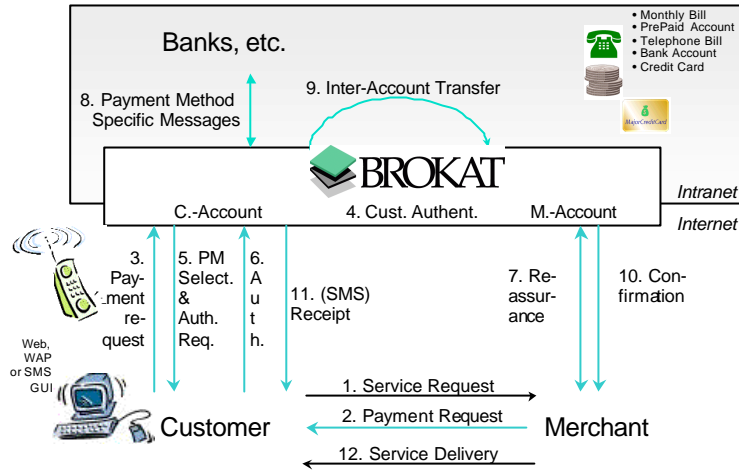 • Monthly Bill
• PrePaid Account
• Telephone Bill
• Bank Account
• Credit Card
Banks, etc.
MajorCreditCard
9. Inter-Account Transfer
8. Payment Method
Specific Messages
BROKAT
Intranet
C.-Account
4. Cust. Authent.
M.-Account
Internet
3.
Pay-
ment
re-
quest
5. PM
Select.
&
Auth.
Req.
6.
A
u
t
h.
11. (SMS)
Receipt
7. Re-
assur-
ance
10. Con-
firmation
Web,
WAP
or SMS
GUI
1. Service Request
Customer
2. Payment Request
Merchant
12. Service Delivery